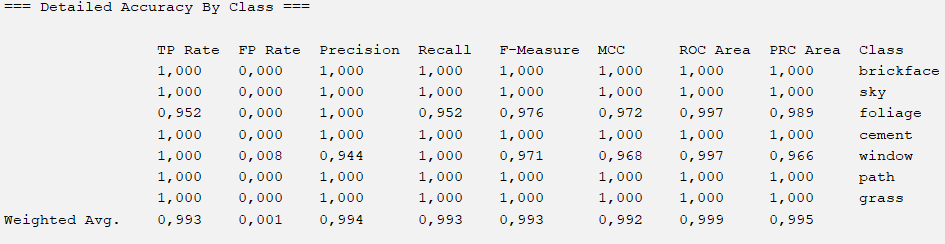 === Detailed Accuracy By Class ===
TP Rate FP Rate Precision Recall F-Measure MCC ROC Area PRC Area Class
1,000 0,000 1,000 1,000 1,000 1,000 1,000 1,000 brickface
1,000 0,000 1,000 1,000 1,000 1,000 1,000 1,000 sky
0,952 0,000 1,000 0,952 0,976 0,972 0,997 0,989 foliage
1,000 0,000 1,000 1,000 1,000 1,000 1,000 1,000 cement
1,000 0,008 0,944 1,000 0,971 0,968 0,997 0,966 window
1,000 0,000 1,000 1,000 1,000 1,000 1,000 1,000 path
1,000 0,000 1,000 1,000 1,000 1,000 1,000 1,000 grass
Weighted Avg. 0,993 0,001 0,994 0,993 0,993 0,992 0,999 0,995